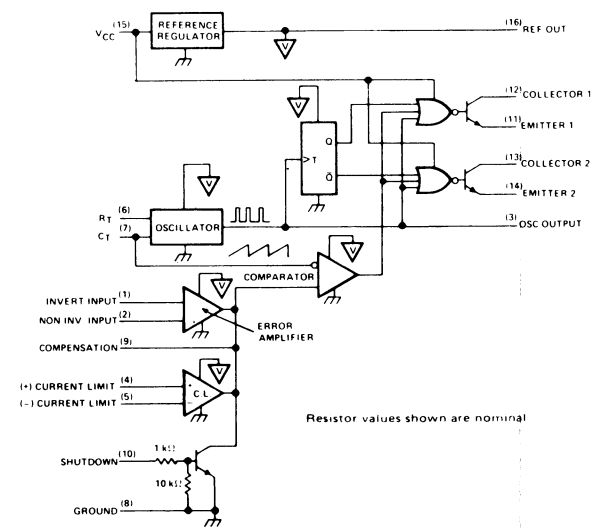 VCC (15)
REFERENCE
REGULATOR
V
(16) REF OUT
(12) COLLECTOR 1
(11) EMITTER 1
V
Q
T
Q̄
(13) COLLECTOR 2
(14) EMITTER 2
V
RT (6)
CT (7)
OSCILLATOR
(3) OSC OUTPUT
V
COMPARATOR
INVERT INPUT (1)
NON INV INPUT (2)
V
+
-
ERROR
AMPLIFIER
COMPENSATION (9)
(+) CURRENT LIMIT (4)
(-) CURRENT LIMIT (5)
V
+
C.L
-
Resistor values shown are nominal
SHUTDOWN (10)
1 kΩ
10 kΩ
GROUND (8)